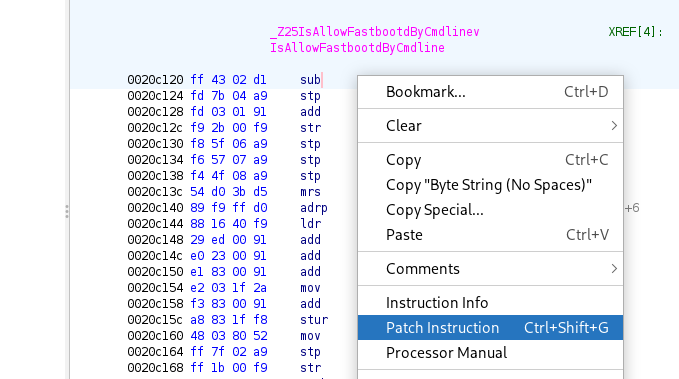 _Z25IsAllowFastbootdByCmdlinev XREF[4]:
IsAllowFastbootdByCmdline
0020c120 ff 43 02 d1 sub
0020c124 fd 7b 04 a9 stp
0020c128 fd 03 01 91 add
0020c12c f9 2b 00 f9 str
0020c130 f8 5f 06 a9 stp
0020c134 f6 57 07 a9 stp
0020c138 f4 4f 08 a9 stp
0020c13c 54 d0 3b d5 mrs
0020c140 89 f9 ff d0 adrp +6
0020c144 88 16 40 f9 ldr
0020c148 29 ed 00 91 add
0020c14c e0 23 00 91 add
0020c150 e1 83 00 91 add
0020c154 e2 03 1f 2a mov
0020c158 f3 83 00 91 add
0020c15c a8 83 1f f8 stur
0020c160 48 03 80 52 mov
0020c164 ff 7f 02 a9 stp
0020c168 ff 1b 00 f9 str
Bookmark... Ctrl+D
Clear
Copy Ctrl+C
Copy "Byte String (No Spaces)"
Copy Special...
Paste Ctrl+V
Comments
Instruction Info
Patch Instruction Ctrl+Shift+G
Processor Manual